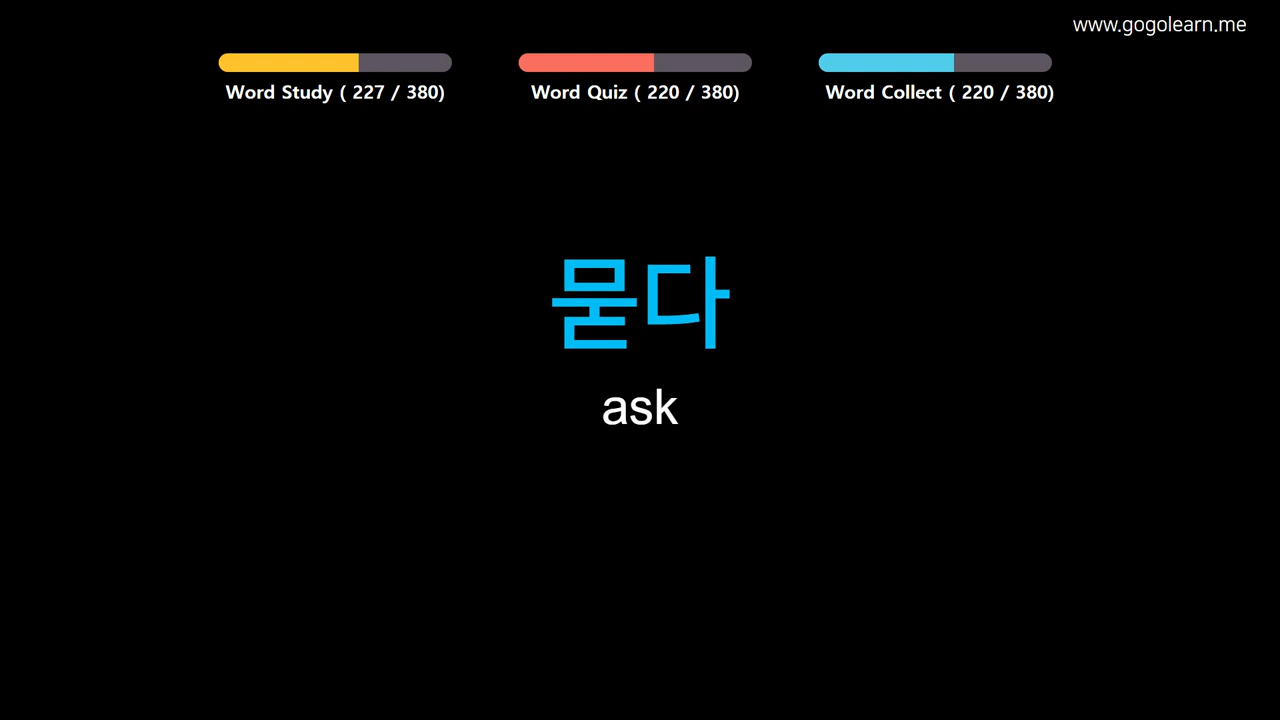 www.gogolearn.me
Word Study ( 227 / 380)
Word Quiz ( 220 / 380)
Word Collect ( 220 / 380)
묻다
ask